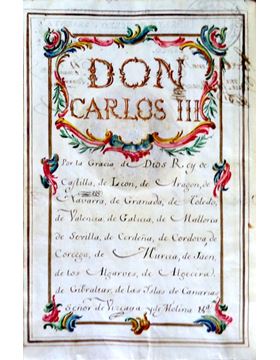 DON
CARLOS III
Por la Gracia de Dios Rey de
Castilla, de Leon, de Aragon, de
Navarra, de Granada, de Toledo,
de Valencia, de Galicia, de Mallorca
de Sevilla, de Cerdeña, de Cordova, de
Corcega, de Murcia, de Jaen,
de los Algarves, de Algecira,
de Gibraltar, de las Islas de Canarias
Señor de Vizcaya y de Molina